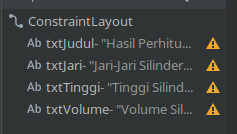 ConstraintLayout
Ab txtJudul- "Hasil Perhitu...
Ab txtJari- "Jari-Jari Silinder...
Ab txtTinggi- "Tinggi Silind...
Ab txtVolume- "Volume Sil...